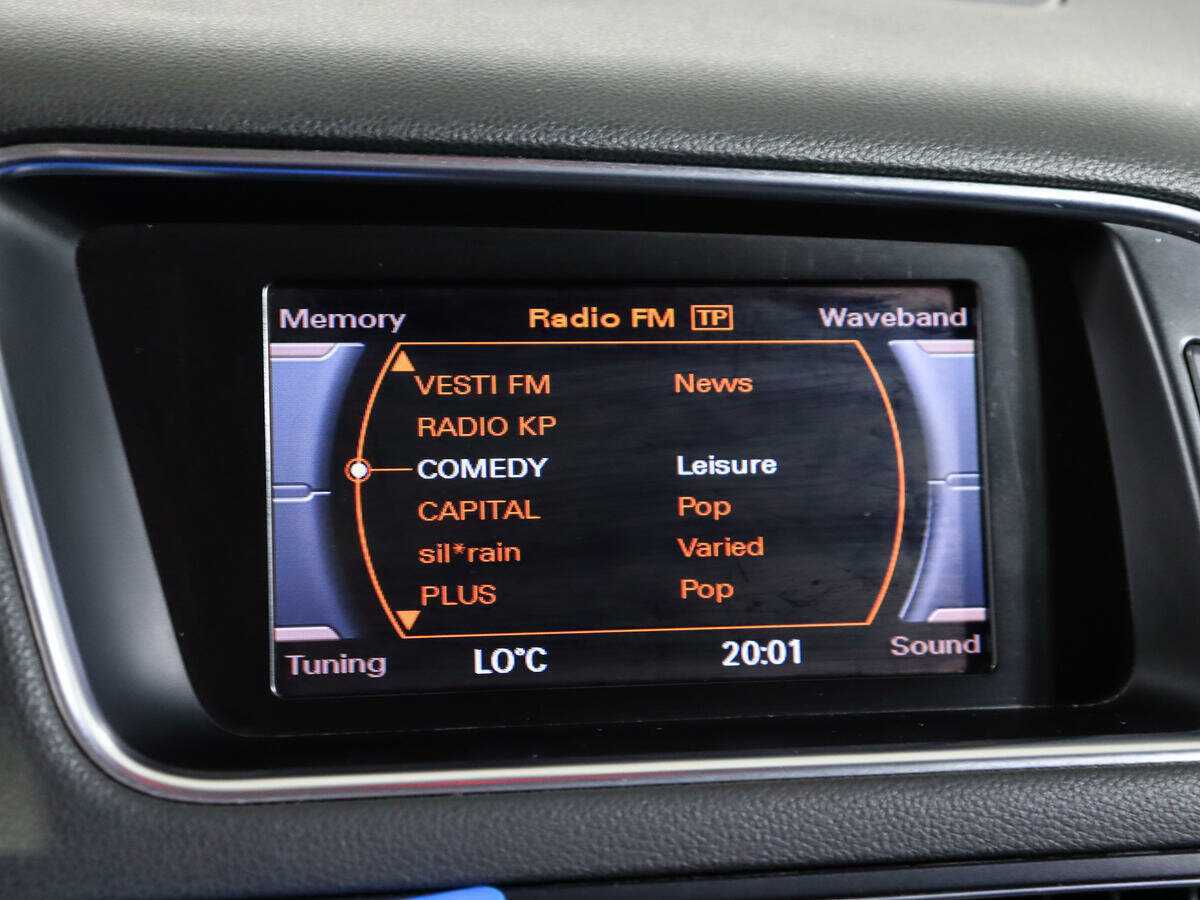 Memory Radio FM TP Waveband
VESTI FM News
RADIO KP
COMEDY Leisure
CAPITAL Pop
sil*rain Varied
PLUS Pop
Tuning LO°C 20:01 Sound